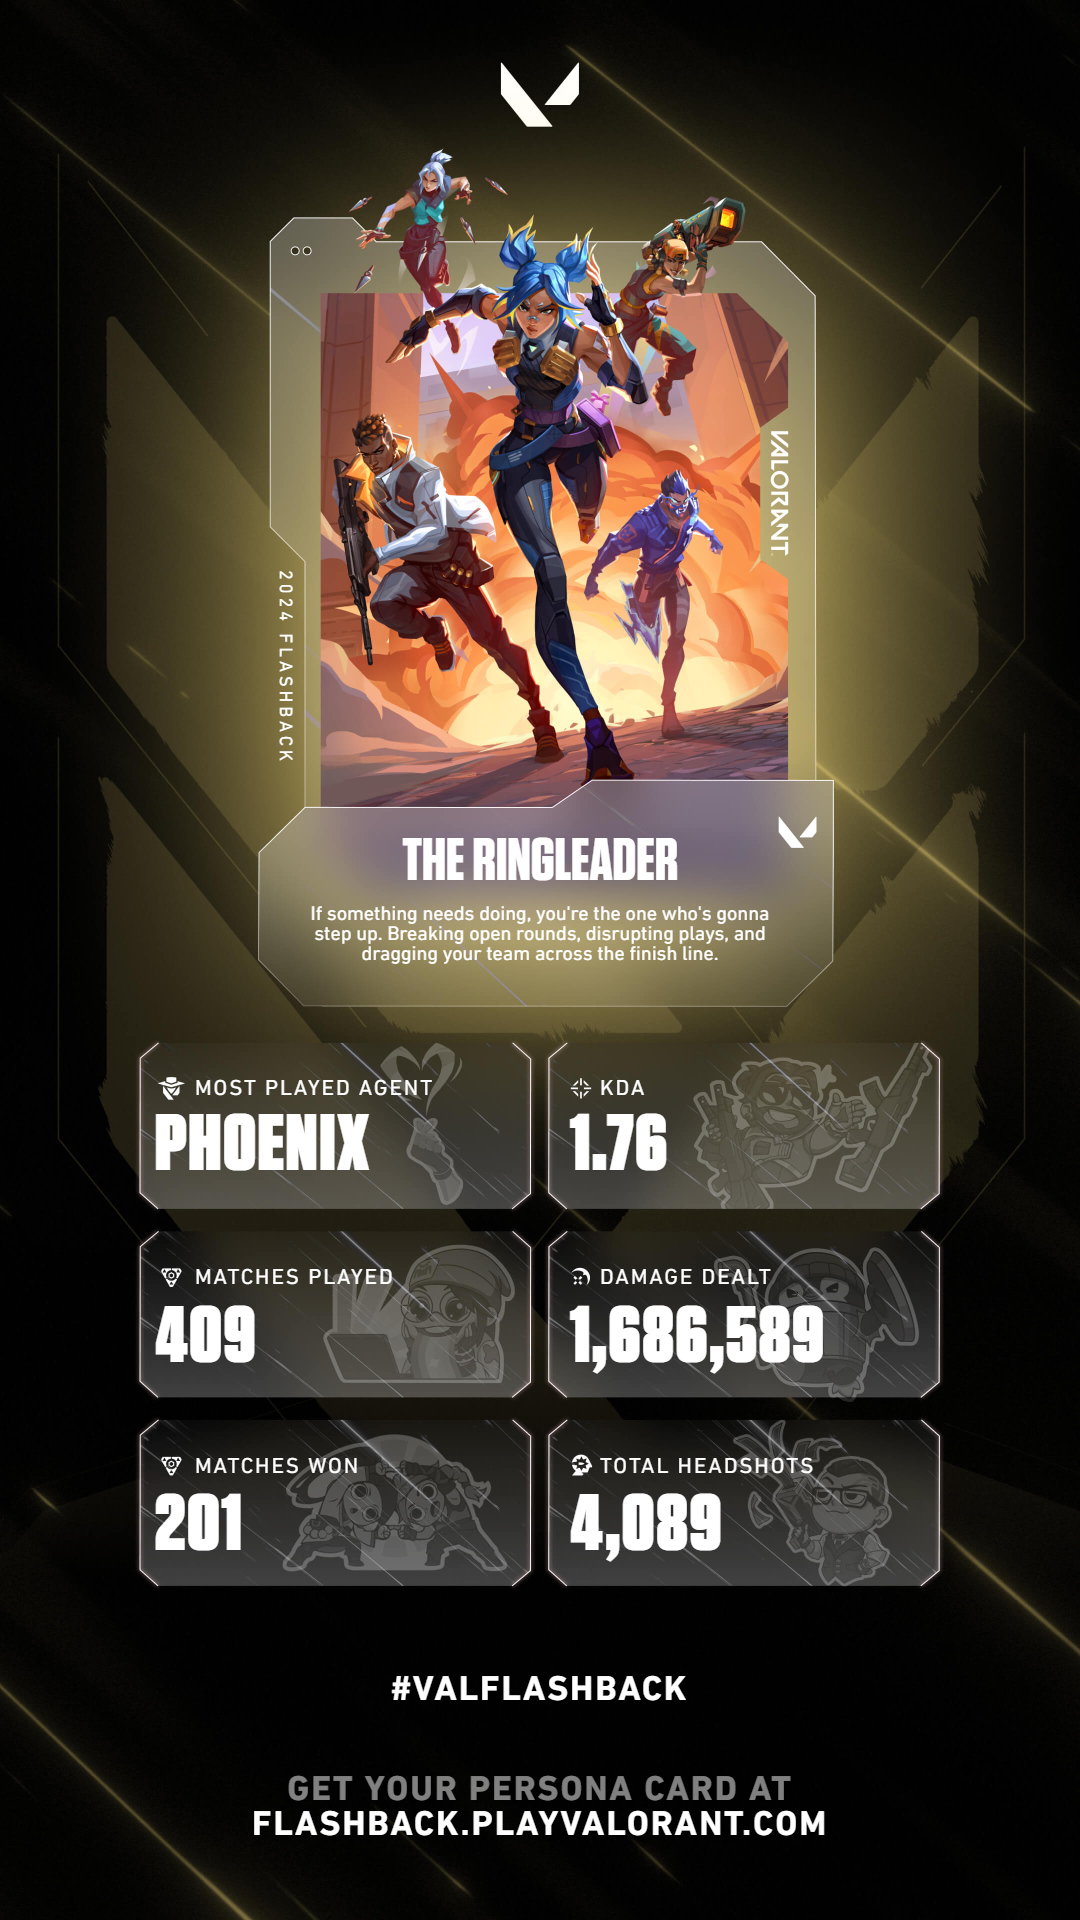 VALORANT
2024 FLASHBACK
THE RINGLEADER
If something needs doing, you're the one who's gonna
step up. Breaking open rounds, disrupting plays, and
dragging your team across the finish line.
MOST PLAYED AGENT
PHOENIX
KDA
1.76
MATCHES PLAYED
409
DAMAGE DEALT
1,686,589
MATCHES WON
201
TOTAL HEADSHOTS
4,089
#VALFLASHBACK
GET YOUR PERSONA CARD AT
FLASHBACK.PLAYVALORANT.COM